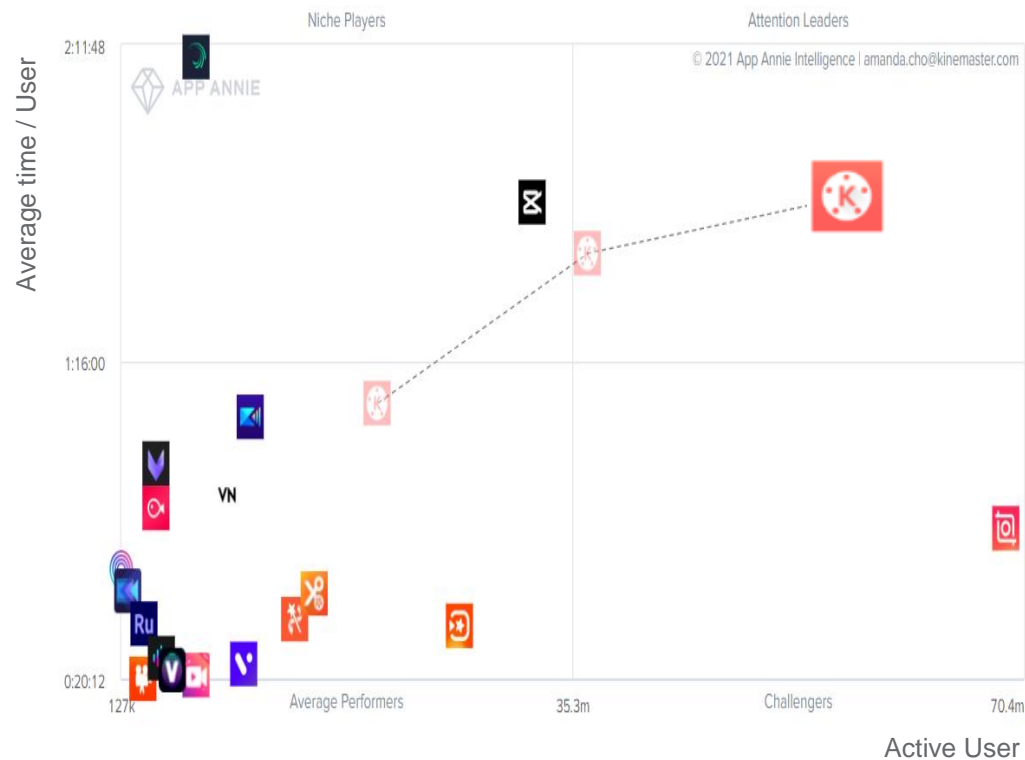 Niche Players
Attention Leaders
2:11:48
© 2021 App Annie Intelligence | amanda.cho@kinemaster.com
APP ANNIE
Average time / User
K
K
1:16:00
K
VN
Ru
V
0:20:12
127k
Average Performers
35.3m
Challengers
70.4m
Active User